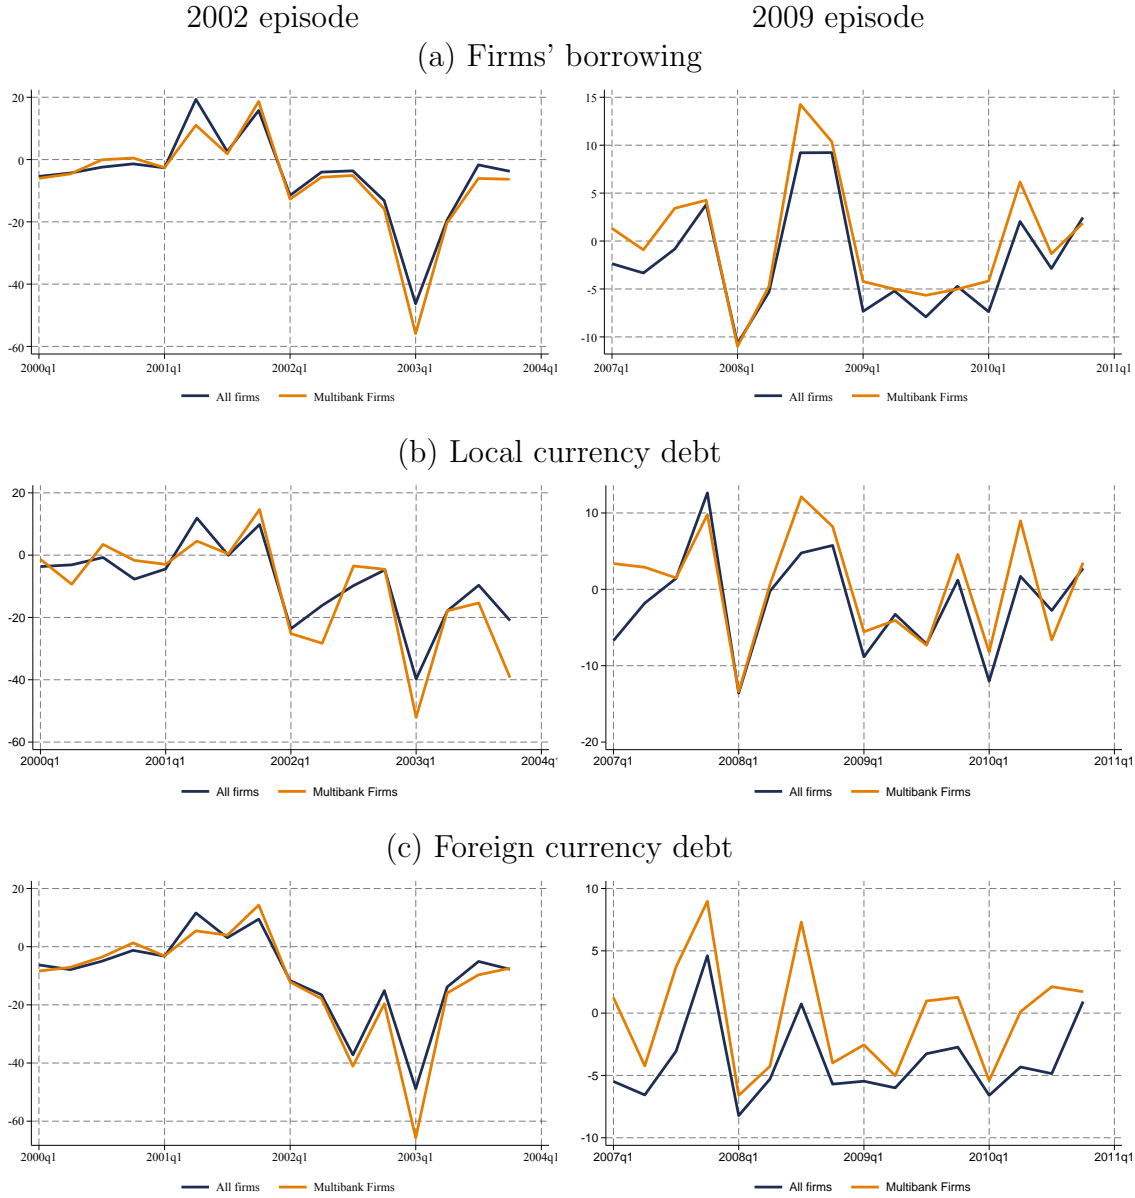 2002 episode
2009 episode
(a) Firms' borrowing
20
0
-20
-40
-60
2000q1 2001q1 2002q1 2003q1 2004q1
All firms Multibank Firms
15
10
5
0
-5
-10
2007q1 2008q1 2009q1 2010q1 2011q1
All firms Multibank Firms
(b) Local currency debt
20
0
-20
-40
-60
2000q1 2001q1 2002q1 2003q1 2004q1
All firms Multibank Firms
10
0
-10
-20
2007q1 2008q1 2009q1 2010q1 2011q1
All firms Multibank Firms
(c) Foreign currency debt
20
0
-20
-40
-60
2000q1 2001q1 2002q1 2003q1 2004q1
All firms Multibank Firms
10
5
0
-5
-10
2007q1 2008q1 2009q1 2010q1 2011q1
All firms Multibank Firms